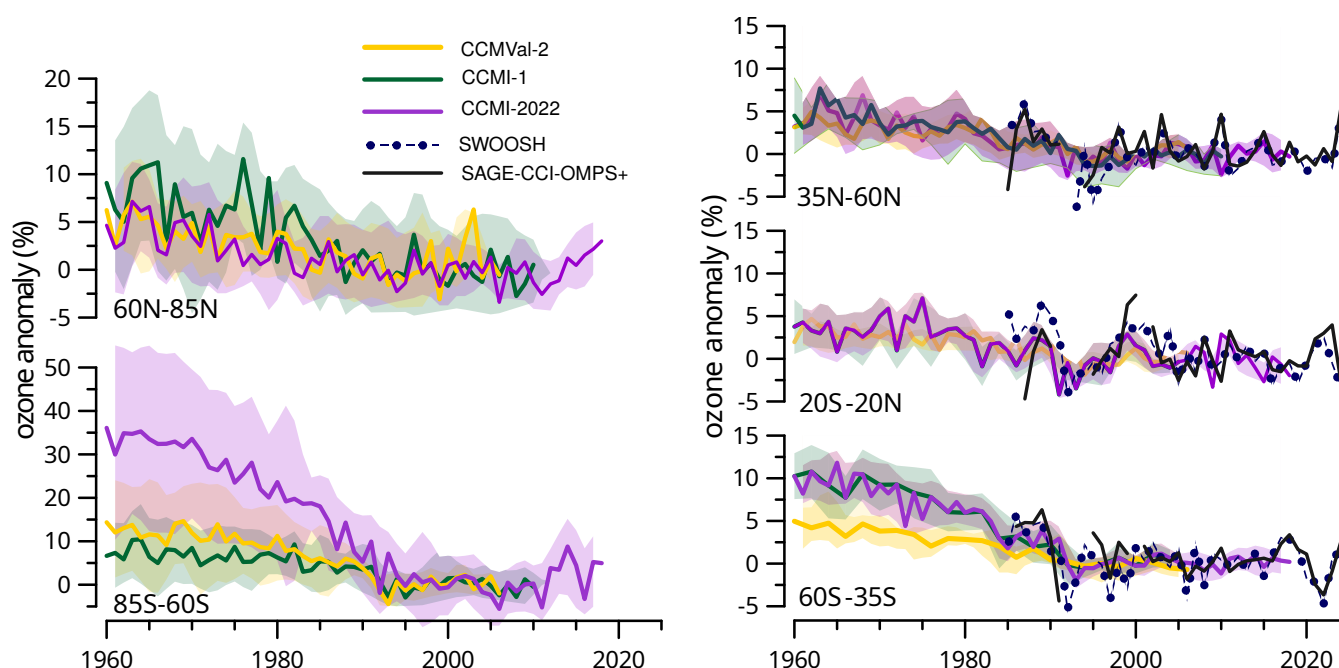 CCMVal-2
CCMI-1
CCMI-2022
SWOOSH
SAGE-CCI-OMPS+
20
15
10
5
0
-5
60N-85N
ozone anomaly (%)
50
40
30
20
10
0
85S-60S
1960
1980
2000
2020
15
10
5
0
-5
35N-60N
15
10
5
0
-5
20S-20N
ozone anomaly (%)
15
10
5
0
-5
60S-35S
1960
1980
2000
2020